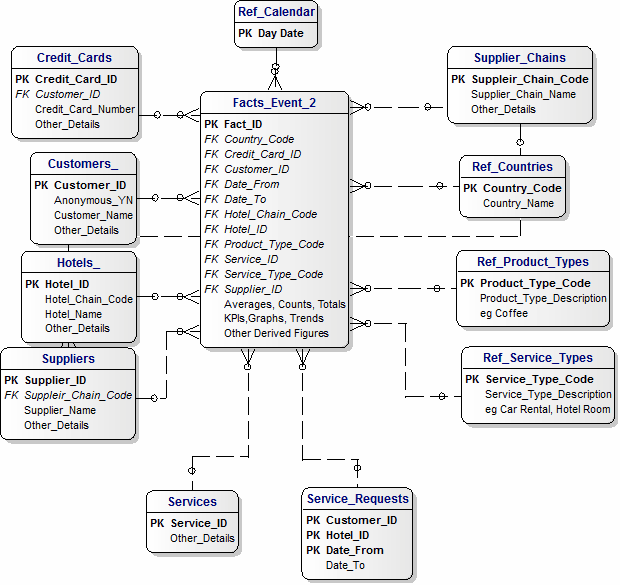 Ref_Calendar
PK Day Date
Credit_Cards
PK Credit_Card_ID
FK Customer_ID
Credit_Card_Number
Other_Details
Supplier_Chains
PK Suppleir_Chain_Code
Supplier_Chain_Name
Other_Details
Facts_Event_2
PK Fact_ID
FK Country_Code
FK Credit_Card_ID
FK Customer_ID
FK Date_From
FK Date_To
FK Hotel_Chain_Code
FK Hotel_ID
FK Product_Type_Code
FK Service_ID
FK Service_Type_Code
FK Supplier_ID
Averages, Counts, Totals
KPIs,Graphs, Trends
Other Derived Figures
Customers_
PK Customer_ID
Anonymous_YN
Customer_Name
Other_Details
Ref_Countries
PK Country_Code
Country_Name
Hotels_
PK Hotel_ID
Hotel_Chain_Code
Hotel_Name
Other_Details
Ref_Product_Types
PK Product_Type_Code
Product_Type_Description
eg Coffee
Suppliers
PK Supplier_ID
FK Suppleir_Chain_Code
Supplier_Name
Other_Details
Ref_Service_Types
PK Service_Type_Code
Service_Type_Description
eg Car Rental, Hotel Room
Services
PK Service_ID
Other_Details
Service_Requests
PK Customer_ID
PK Hotel_ID
PK Date_From
Date_To